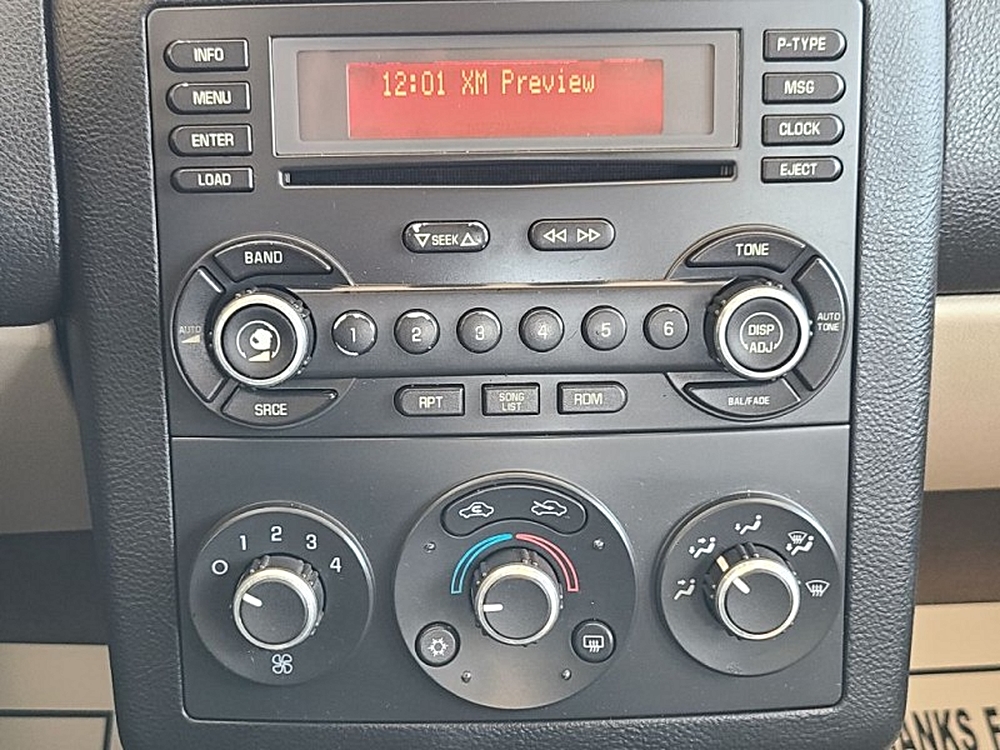 INFO
MENU
ENTER
LOAD
12:01 XM Preview
P-TYPE
MSG
CLOCK
EJECT
SEEK
BAND
AUTO
SRCE
1 2 3 4 5 6
TONE
AUTO
TONE
DISP
ADJ
BAL/FADE
RPT
SONG
LIST
RDM
O 1 2 3 4
ANKS F